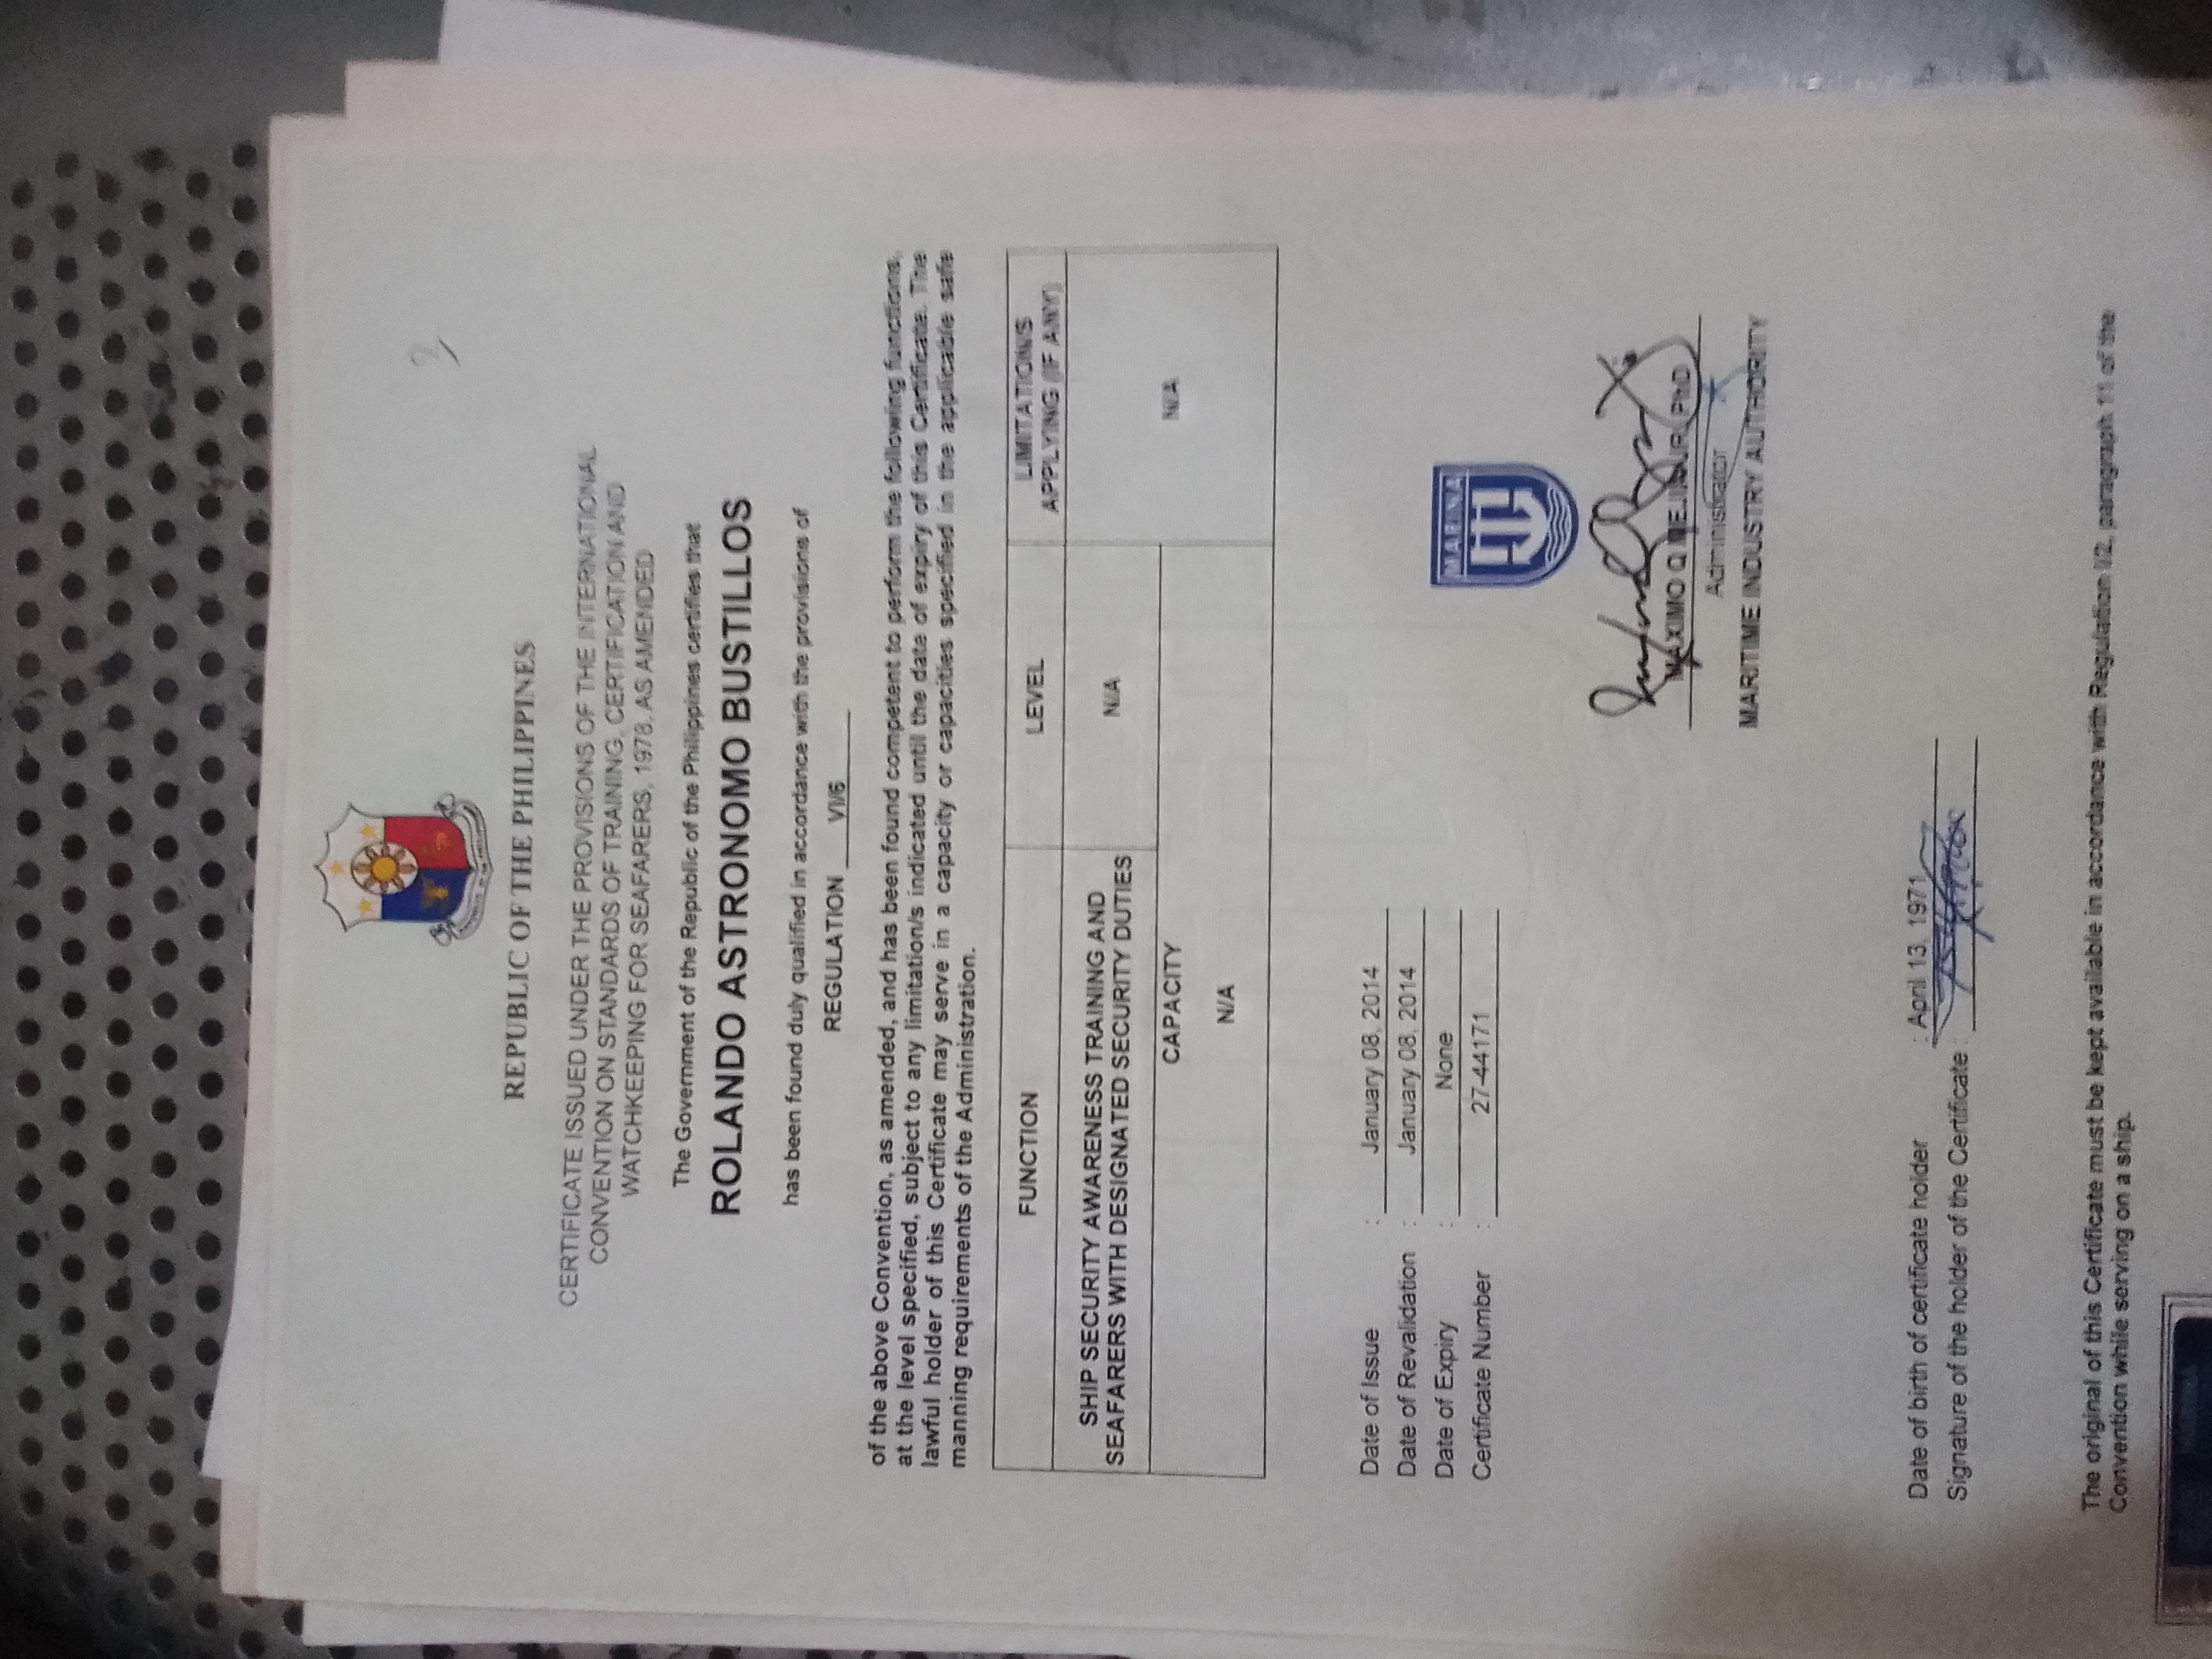 3
REPUBLIC OF THE PHILIPPINES
CERTIFICATE ISSUED UNDER THE PROVISIONS OF THE INTERNATIONAL
CONVENTION ON STANDARDS OF TRAINING, CERTIFICATION AND
WATCHKEEPING FOR SEAFARERS, 1978, AS AMENDED
The Government of the Republic of the Philippines certifies that
ROLANDO ASTRONOMO BUSTILLOS
has been found duly qualified in accordance with the provisions of
REGULATION VI/6
of the above Convention, as amended, and has been found competent to perform the following functions,
at the level specified, subject to any limitation/s indicated until the date of expiry of this Certificate. The
lawful holder of this Certificate may serve in a capacity or capacities specified in the applicable safe
manning requirements of the Administration.
FUNCTION LEVEL LIMITATIONS
APPLYING (IF ANY)
SHIP SECURITY AWARENESS TRAINING AND
SEAFARERS WITH DESIGNATED SECURITY DUTIES N/A N/A
CAPACITY
N/A
Date of Issue : January 08, 2014
Date of Revalidation : January 08, 2014
Date of Expiry : None
Certificate Number : 27-44171
MARINA
MAXIMO Q MEJIA JR PhD
Administrator
MARITIME INDUSTRY AUTHORITY
Date of birth of certificate holder : April 13, 1971
Signature of the holder of the Certificate :
The original of this Certificate must be kept available in accordance with Regulation I/2, paragraph 11 of the
Convention while serving on a ship.